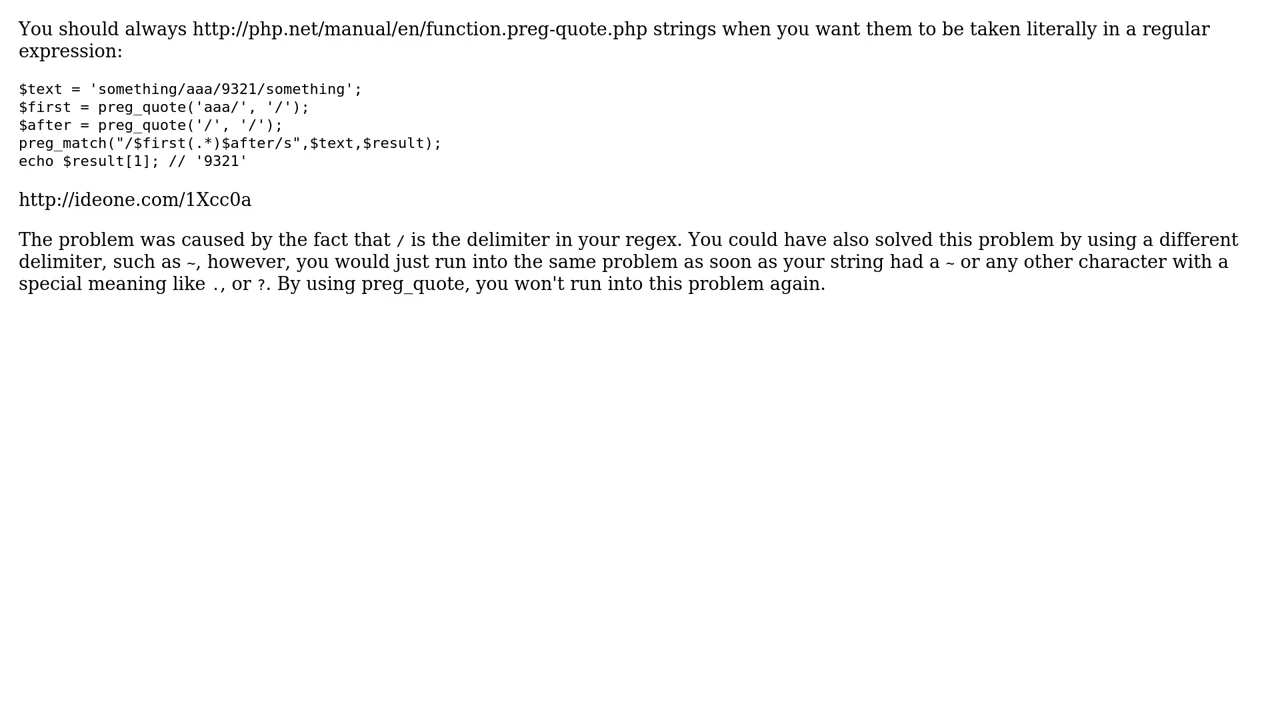 You should always http://php.net/manual/en/function.preg-quote.php strings when you want them to be taken literally in a regular
expression:
$text = 'something/aaa/9321/something';
$first = preg_quote('aaa/', '/');
$after = preg_quote('/', '/');
preg_match("/$first(.*)$after/s",$text,$result);
echo $result[1]; // '9321'
http://ideone.com/1Xcc0a
The problem was caused by the fact that / is the delimiter in your regex. You could have also solved this problem by using a different
delimiter, such as ~, however, you would just run into the same problem as soon as your string had a ~ or any other character with a
special meaning like ., or ?. By using preg_quote, you won't run into this problem again.